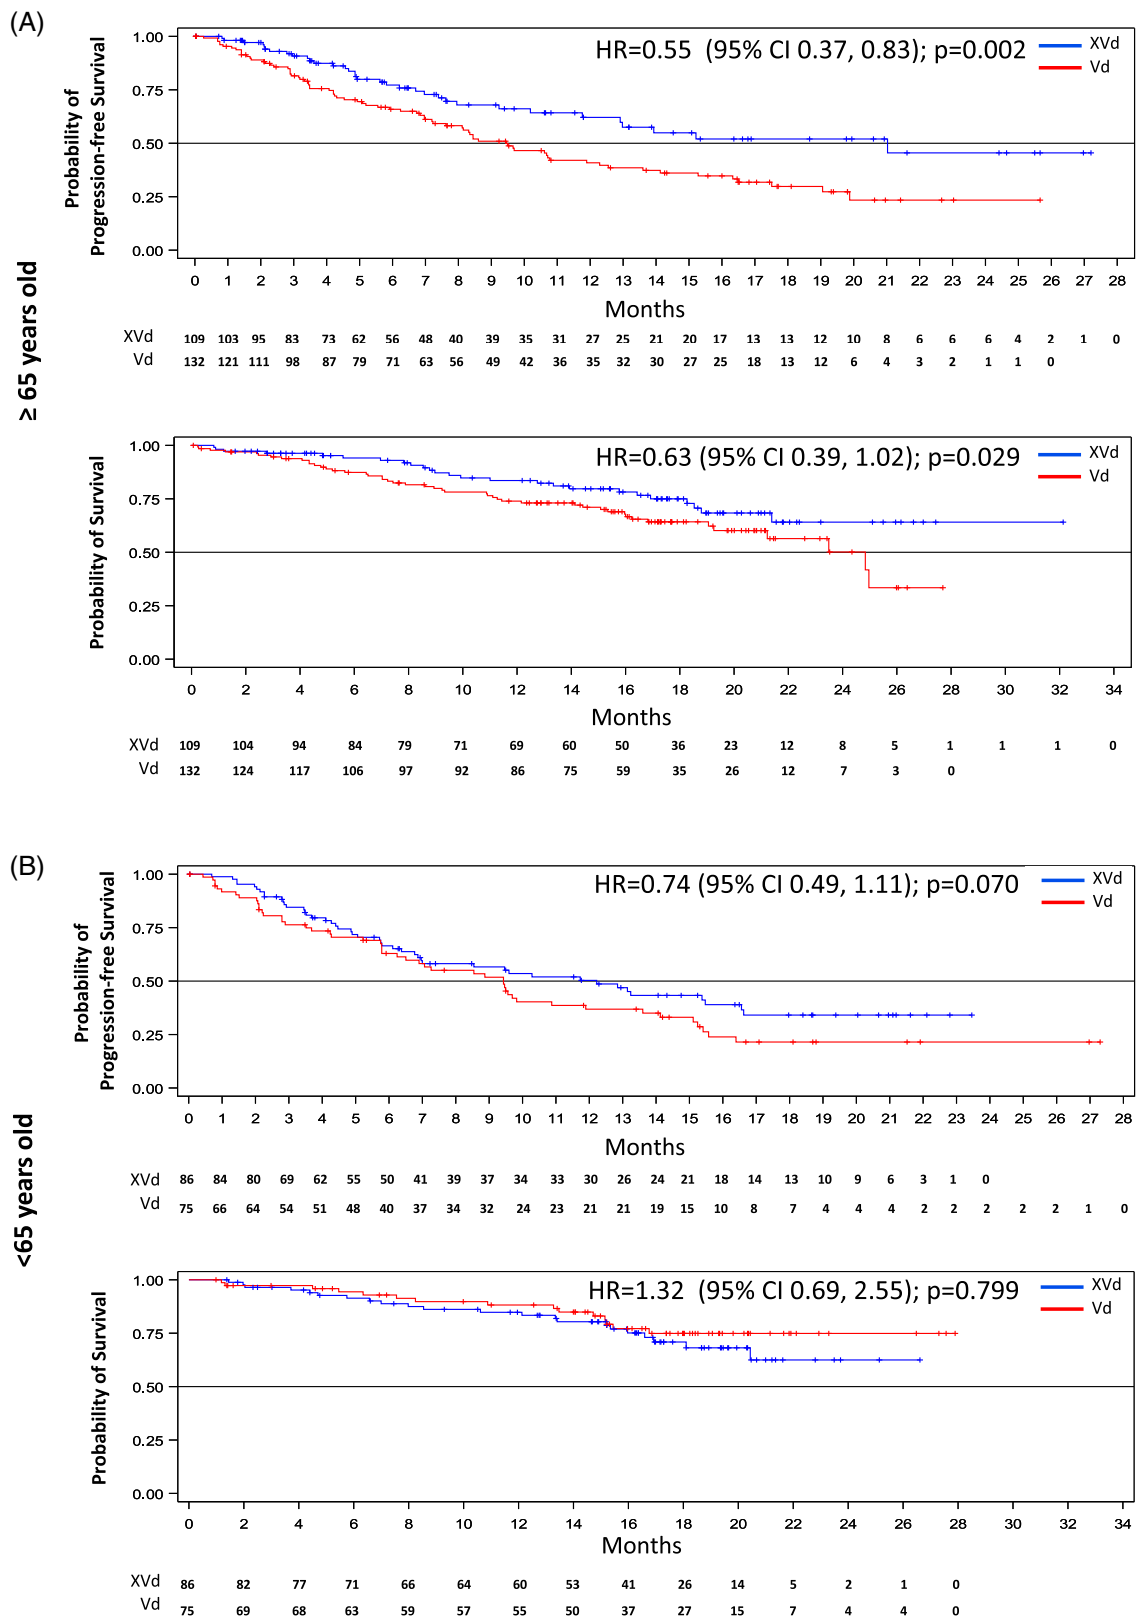 (A)
≥ 65 years old
Probability of
Progression-free Survival
1.00
0.75
0.50
0.25
0.00
HR=0.55 (95% CI 0.37, 0.83); p=0.002
XVd
Vd
0 1 2 3 4 5 6 7 8 9 10 11 12 13 14 15 16 17 18 19 20 21 22 23 24 25 26 27 28
Months
XVd 109 103 95 83 73 62 56 48 40 39 35 31 27 25 21 20 17 13 13 12 10 8 6 6 6 4 2 1 0
Vd 132 121 111 98 87 79 71 63 56 49 42 36 35 32 30 27 25 18 13 12 6 4 3 2 1 1 0
Probability of Survival
1.00
0.75
0.50
0.25
0.00
HR=0.63 (95% CI 0.39, 1.02); p=0.029
XVd
Vd
0 2 4 6 8 10 12 14 16 18 20 22 24 26 28 30 32 34
Months
XVd 109 104 94 84 79 71 69 60 50 36 23 12 8 5 1 1 1 0
Vd 132 124 117 106 97 92 86 75 59 35 26 12 7 3 0
(B)
<65 years old
Probability of
Progression-free Survival
1.00
0.75
0.50
0.25
0.00
HR=0.74 (95% CI 0.49, 1.11); p=0.070
XVd
Vd
0 1 2 3 4 5 6 7 8 9 10 11 12 13 14 15 16 17 18 19 20 21 22 23 24 25 26 27 28
Months
XVd 86 84 80 69 62 55 50 41 39 37 34 33 30 26 24 21 18 14 13 10 9 6 3 1 0
Vd 75 66 64 54 51 48 40 37 34 32 24 23 21 21 19 15 10 8 7 4 4 4 2 2 2 2 2 1 0
Probability of Survival
1.00
0.75
0.50
0.25
0.00
HR=1.32 (95% CI 0.69, 2.55); p=0.799
XVd
Vd
0 2 4 6 8 10 12 14 16 18 20 22 24 26 28 30 32 34
Months
XVd 86 82 77 71 66 64 60 53 41 26 14 5 2 1 0
Vd 75 69 68 63 59 57 55 50 37 27 15 7 4 4 0